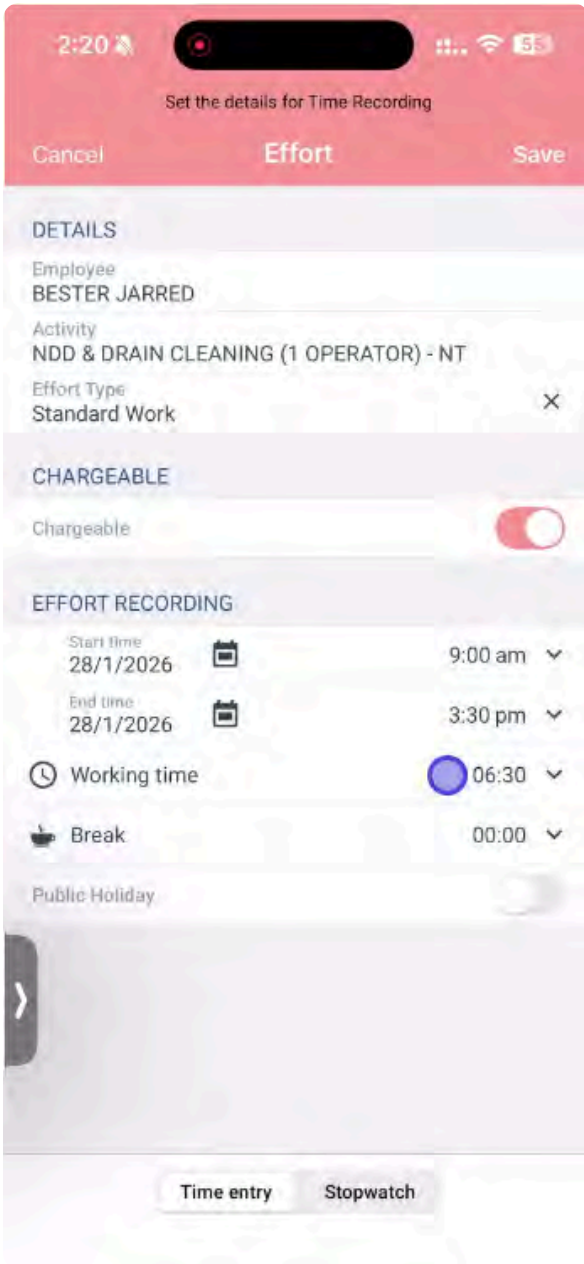 2:20
55
Set the details for Time Recording
Cancel
Effort
Save
DETAILS
Employee
BESTER JARRED
Activity
NDD & DRAIN CLEANING (1 OPERATOR) - NT
Effort Type
Standard Work
CHARGEABLE
Chargeable
EFFORT RECORDING
Start time
28/1/2026
9:00 am
End time
28/1/2026
3:30 pm
Working time
06:30
Break
00:00
Public Holiday
Time entry
Stopwatch